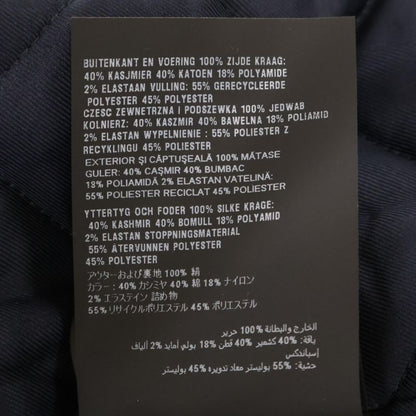 BUITENKANT EN VOERING 100% ZIJDE KRAAG:
40% KASJMIER 40% KATOEN 18% POLYAMIDE
2% ELASTAAN VULLING: 55% GERECYCLEERDE
POLYESTER 45% POLYESTER
CZESC ZEWNETRZNA I PODSZEWKA 100% JEDWAB
KOLNIERZ: 40% KASZMIR 40% BAWELNA 18% POLIAMID
2% ELASTAN WYPELNIENIE : 55% POLIESTER Z
RECYKLINGU 45% POLIESTER
EXTERIOR ŞI CĂPTUŞEALĂ 100% MĂTASE
GULER: 40% CAŞMIR 40% BUMBAC
18% POLIAMIDĂ 2% ELASTAN VATELINĂ:
55% POLIESTER RECICLAT 45% POLIESTER
YTTERTYG OCH FODER 100% SILKE KRAGE:
40% KASHMIR 40% BOMULL 18% POLYAMID
2% ELASTAN STOPPNINGSMATERIAL
55% ÅTERVUNNEN POLYESTER
45% POLYESTER
アウターおよび裏地 100% 絹
カラー : 40% カシミヤ 40% 綿 18% ナイロン
2% エラステイン 詰め物
55% リサイクルポリエステル 45% ポリエステル
الخارج والبطانة 100% حرير
ياقة: 40% كشمير 40% قطن 18% بولي أمايد 2% ألياف
إسباندكس
حشية: 55% بوليستر معاد تدويره 45% بوليستر